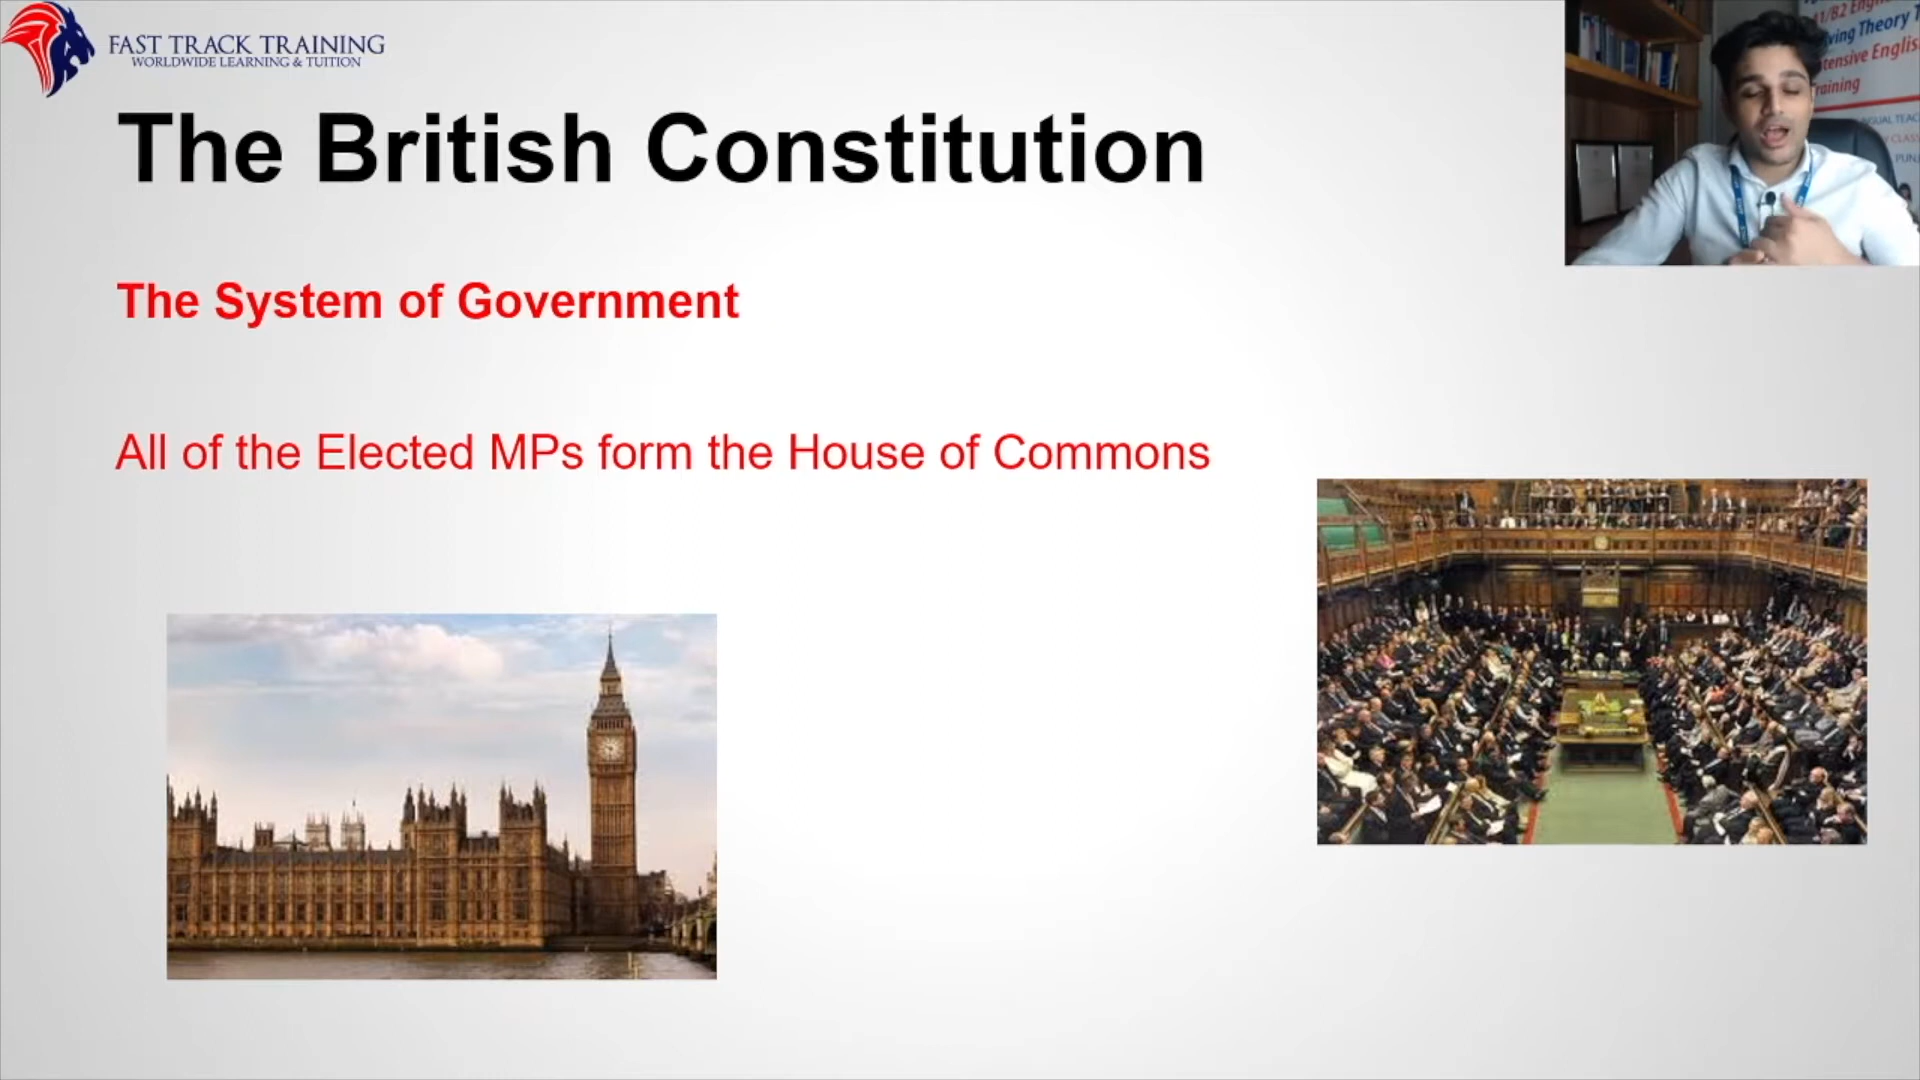 FAST TRACK TRAINING
WORLDWIDE LEARNING & TUITION
The British Constitution
The System of Government
All of the Elected MPs form the House of Commons
Training